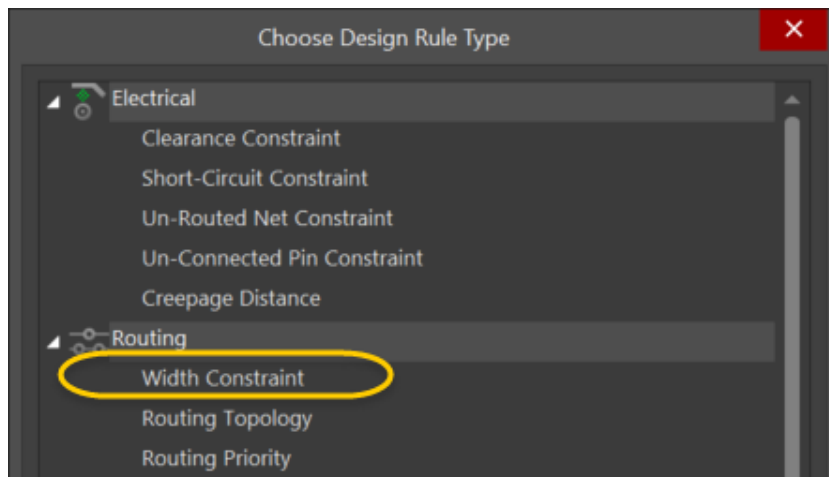 Choose Design Rule Type
Electrical
Clearance Constraint
Short-Circuit Constraint
Un-Routed Net Constraint
Un-Connected Pin Constraint
Creepage Distance
Routing
Width Constraint
Routing Topology
Routing Priority